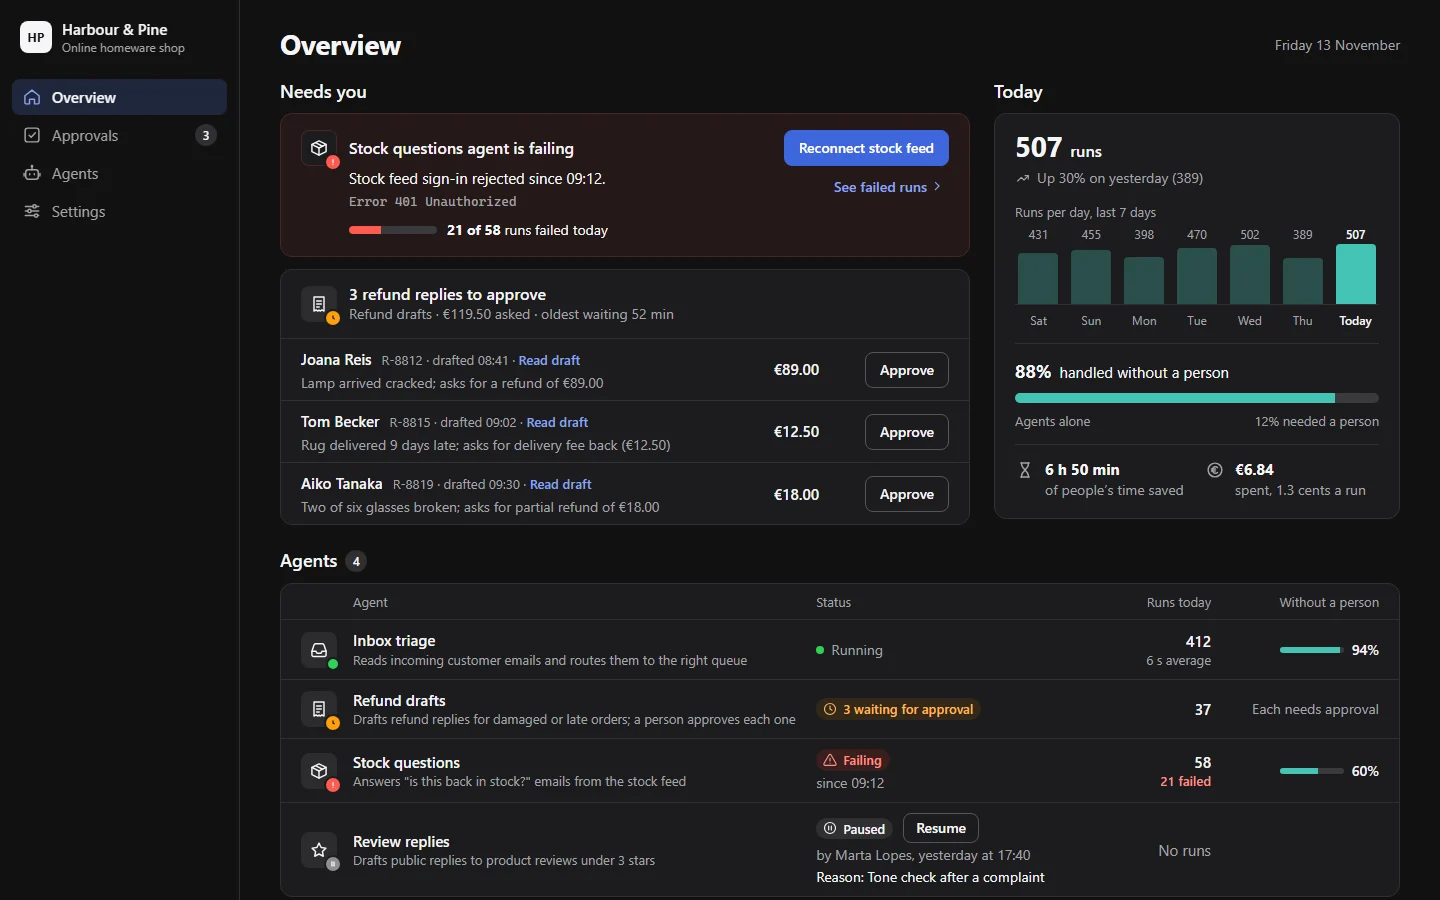 HP
Harbour & Pine
Online homeware shop
Overview
Approvals 3
Agents
Settings
Overview
Friday 13 November
Needs you
Stock questions agent is failing
Stock feed sign-in rejected since 09:12.
Error 401 Unauthorized
21 of 58 runs failed today
Reconnect stock feed
See failed runs
3 refund replies to approve
Refund drafts · €119.50 asked · oldest waiting 52 min
Joana Reis R-8812 · drafted 08:41 · Read draft
Lamp arrived cracked; asks for a refund of €89.00
€89.00
Approve
Tom Becker R-8815 · drafted 09:02 · Read draft
Rug delivered 9 days late; asks for delivery fee back (€12.50)
€12.50
Approve
Aiko Tanaka R-8819 · drafted 09:30 · Read draft
Two of six glasses broken; asks for partial refund of €18.00
€18.00
Approve
Today
507 runs
Up 30% on yesterday (389)
Runs per day, last 7 days
431 455 398 470 502 389 507
Sat Sun Mon Tue Wed Thu Today
88% handled without a person
Agents alone
12% needed a person
6 h 50 min
of people’s time saved
€6.84
spent, 1.3 cents a run
Agents 4
Agent Status Runs today Without a person
Inbox triage
Reads incoming customer emails and routes them to the right queue
Running
412
6 s average
94%
Refund drafts
Drafts refund replies for damaged or late orders; a person approves each one
3 waiting for approval
37
Each needs approval
Stock questions
Answers "is this back in stock?" emails from the stock feed
Failing
since 09:12
58
21 failed
60%
Review replies
Drafts public replies to product reviews under 3 stars
Paused
Resume
by Marta Lopes, yesterday at 17:40
Reason: Tone check after a complaint
No runs